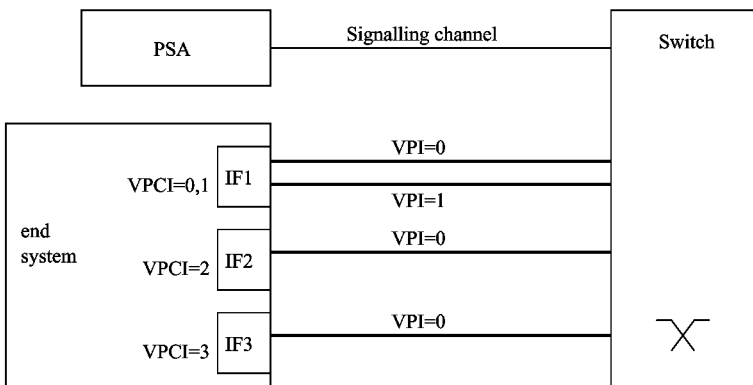 PSA
Signalling channel
Switch
VPI=0
VPCI=0,1
IF1
VPI=1
end
system
VPI=0
VPCI=2
IF2
VPI=0
VPCI=3
IF3